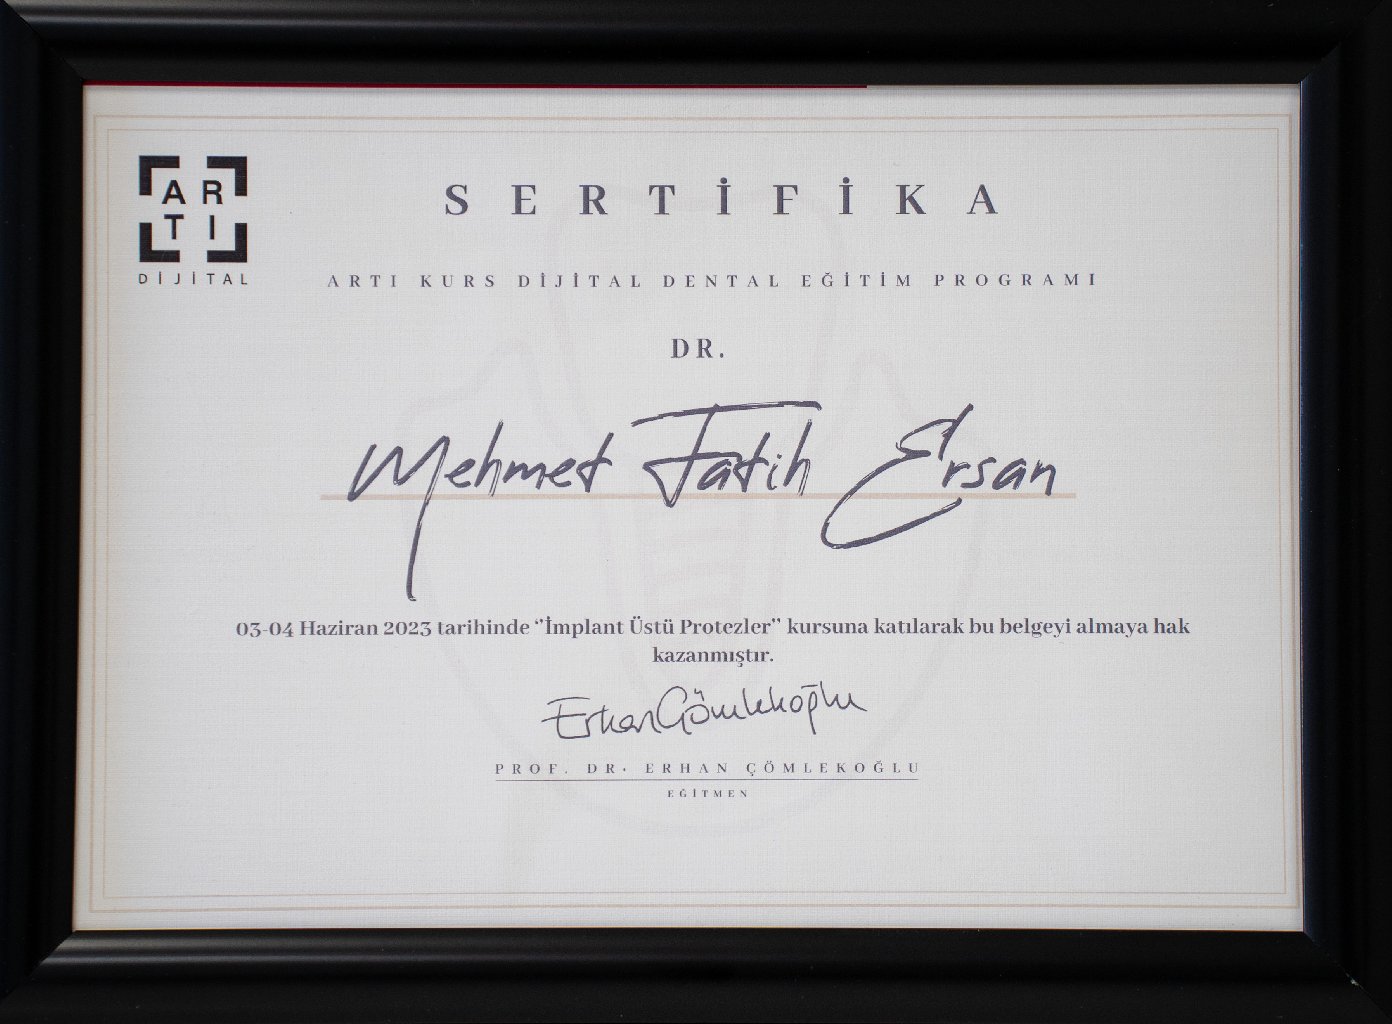 AR
TI
DİJİTAL
SERTİFİKA
ARTI KURS DİJİTAL DENTAL EĞİTİM PROGRAMI
DR.
Mehmet Fatih Ersan
03-04 Haziran 2023 tarihinde ‘’İmplant Üstü Protezler’’ kursuna katılarak bu belgeyi almaya hak
kazanmıştır.
Erhan Çömlekoğlu
PROF. DR. ERHAN ÇÖMLEKOĞLU
EĞİTMEN